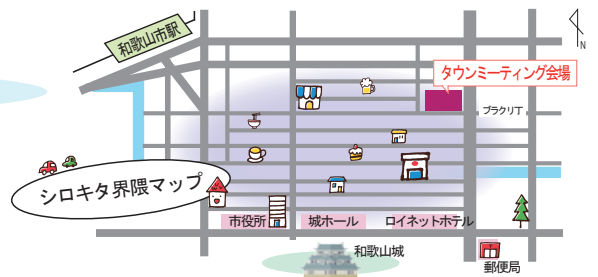 和歌山市駅
N
タウンミーティング会場
ブラクリ丁
シロキタ界隈マップ
市役所
城ホール
ロイネットホテル
和歌山城
郵便局